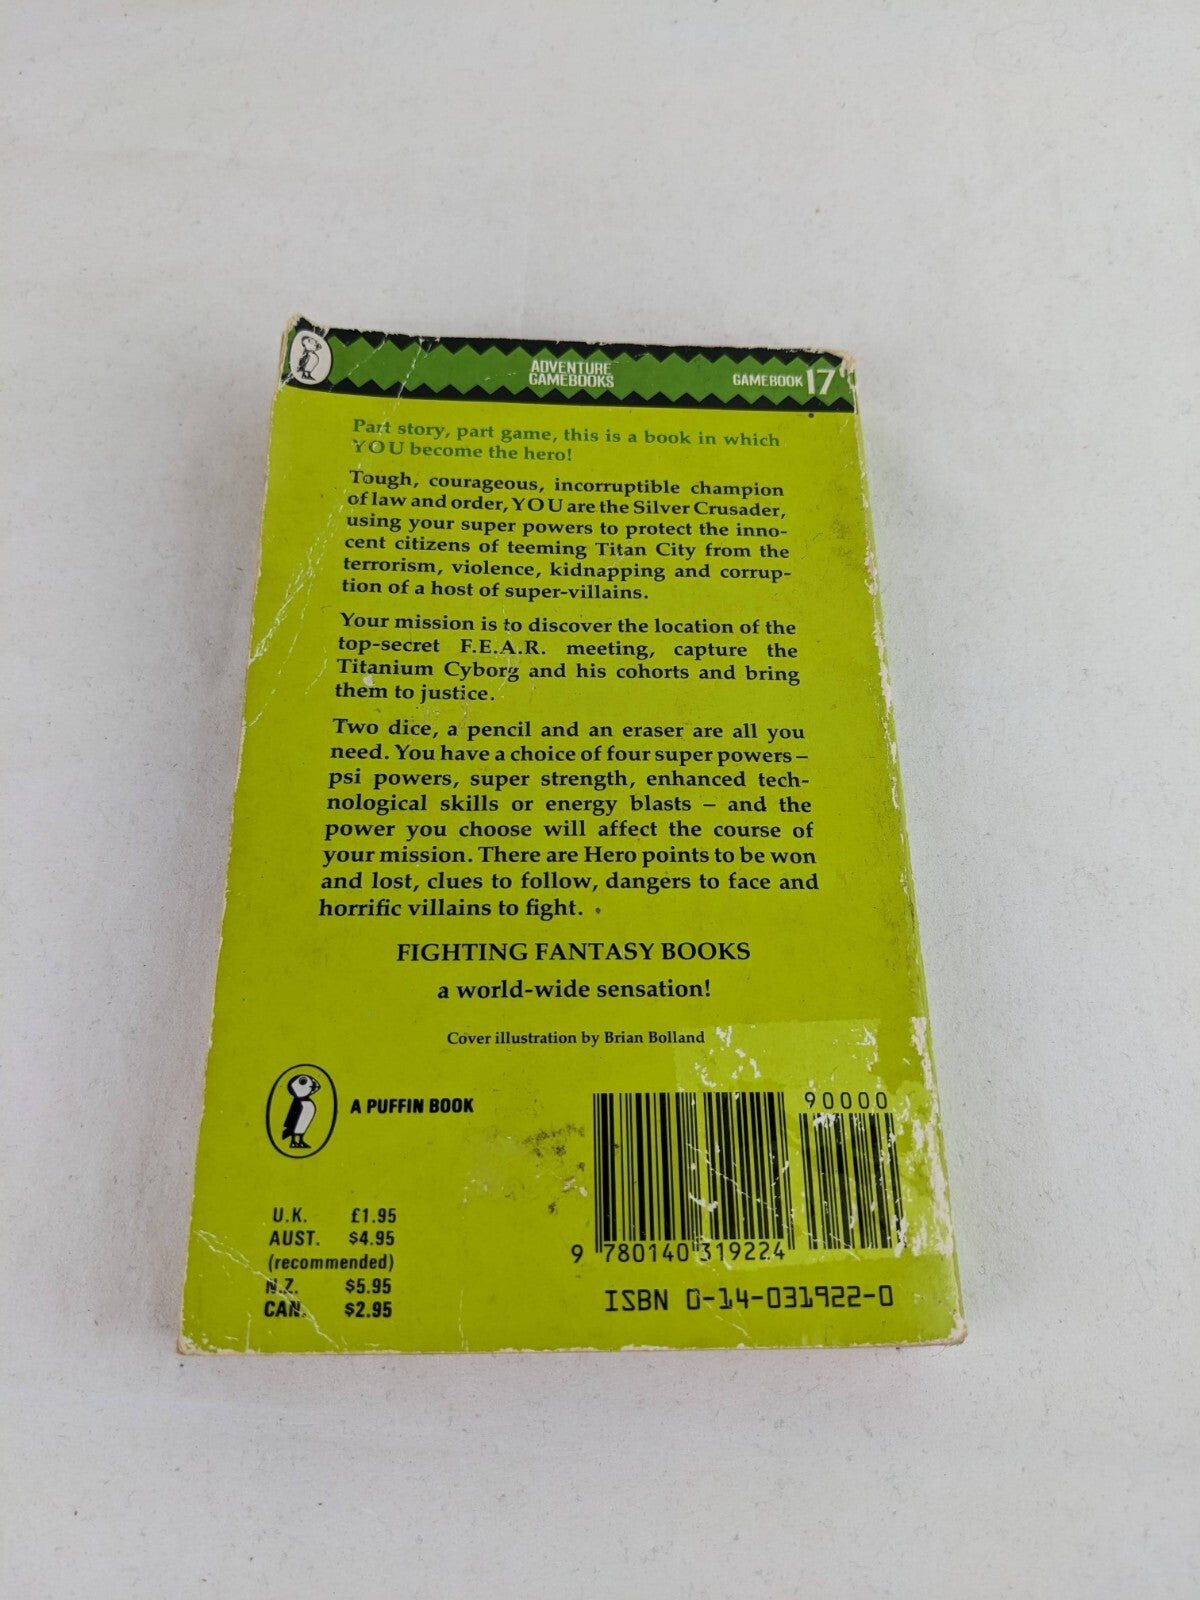 ADVENTURE
GAMEBOOKS
GAMEBOOK 17
Part story, part game, this is a book in which
YOU become the hero!
Tough, courageous, incorruptible champion
of law and order, YOU are the Silver Crusader,
using your super powers to protect the inno-
cent citizens of teeming Titan City from the
terrorism, violence, kidnapping and corrup-
tion of a host of super-villains.
Your mission is to discover the location of the
top-secret F.E.A.R. meeting, capture the
Titanium Cyborg and his cohorts and bring
them to justice.
Two dice, a pencil and an eraser are all you
need. You have a choice of four super powers –
psi powers, super strength, enhanced tech-
nological skills or energy blasts – and the
power you choose will affect the course of
your mission. There are Hero points to be won
and lost, clues to follow, dangers to face and
horrific villains to fight.
FIGHTING FANTASY BOOKS
a world-wide sensation!
Cover illustration by Brian Bolland
A PUFFIN BOOK
90000
U.K. £1.95
AUST. $4.95
(recommended)
N.Z. $5.95
CAN. $2.95
9 780140 319224
ISBN 0-14-031922-0